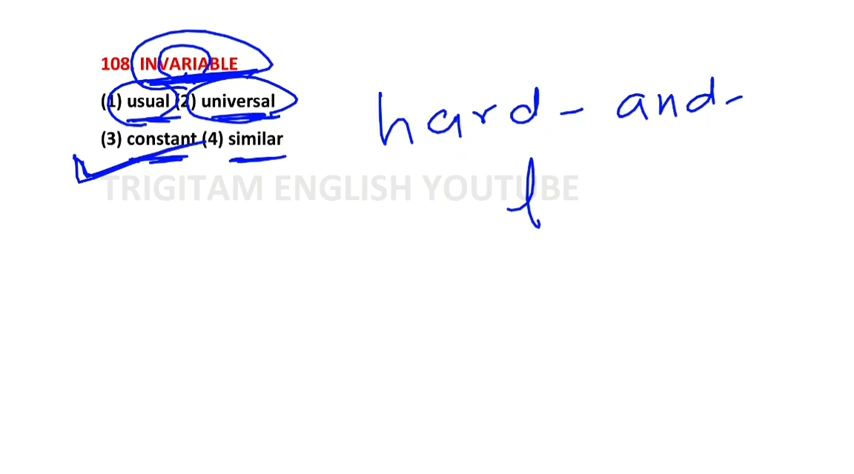 108 INVARIABLE
(1) usual (2) universal
(3) constant (4) similar
hard-and-
TRIGITAM ENGLISH YOUTUBE